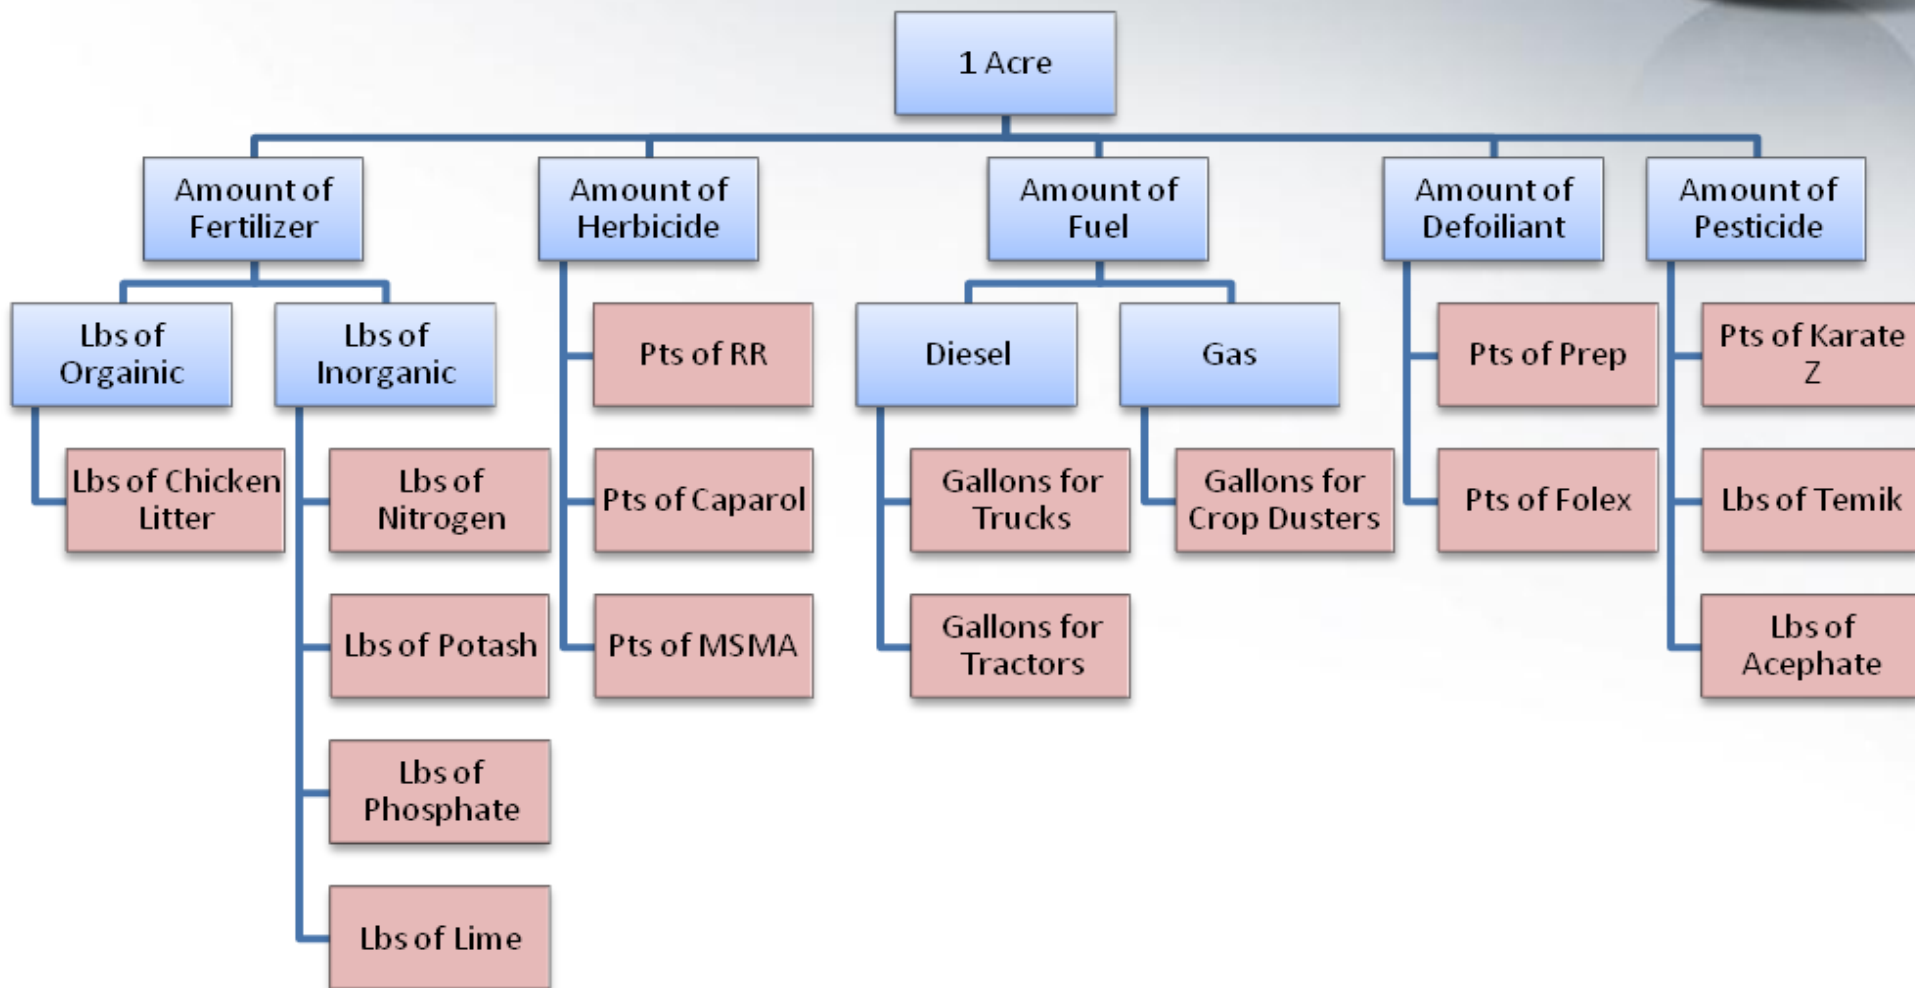 1 Acre
Amount of
Fertilizer
Amount of
Herbicide
Amount of
Fuel
Amount of
Defoiliant
Amount of
Pesticide
Lbs of
Orgainic
Lbs of
Inorganic
Pts of RR
Diesel
Gas
Pts of Prep
Pts of Karate
Z
Lbs of Chicken
Litter
Lbs of
Nitrogen
Pts of Caparol
Gallons for
Trucks
Gallons for
Crop Dusters
Pts of Folex
Lbs of Temik
Lbs of Potash
Pts of MSMA
Gallons for
Tractors
Lbs of
Acephate
Lbs of
Phosphate
Lbs of Lime